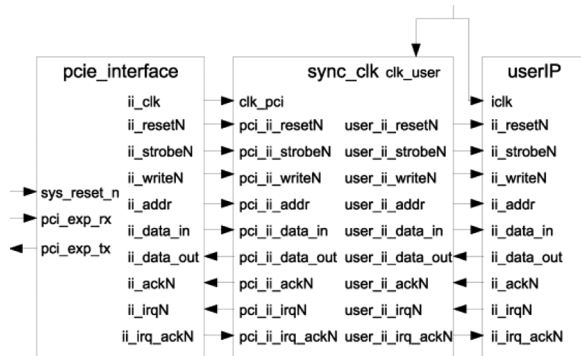 pcie_interface sync_clk clk_user userIP
ii_clk clk_pci iclk
ii_resetN pci_ii_resetN user_ii_resetN ii_resetN
ii_strobeN pci_ii_strobeN user_ii_strobeN ii_strobeN
ii_writeN pci_ii_writeN user_ii_writeN ii_writeN
sys_reset_n ii_addr pci_ii_addr user_ii_addr ii_addr
pci_exp_rx ii_data_in pci_ii_data_in user_ii_data_in ii_data_in
pci_exp_tx ii_data_out pci_ii_data_out user_ii_data_out ii_data_out
ii_ackN pci_ii_ackN user_ii_ackN ii_ackN
ii_irqN pci_ii_irqN user_ii_irqN ii_irqN
ii_irq_ackN pci_ii_irq_ackN user_ii_irq_ackN ii_irq_ackN